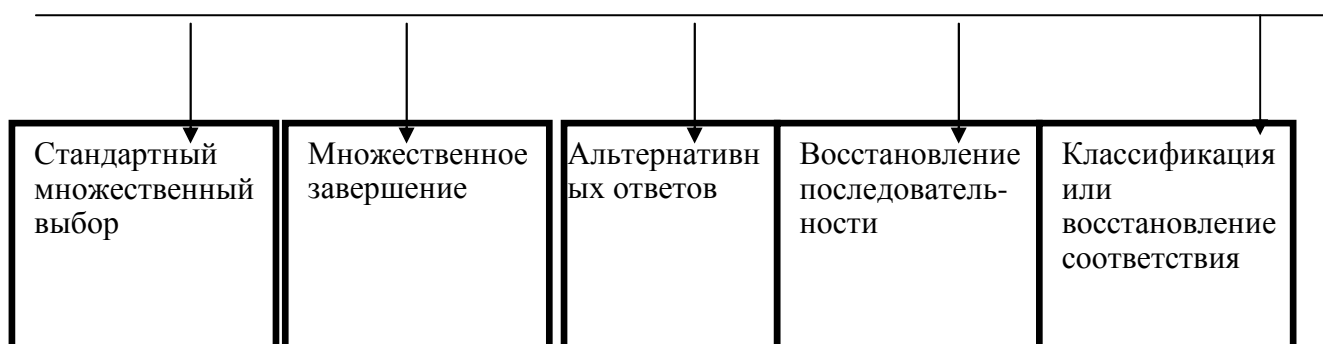 Стандартный
множественный
выбор
Множественное
завершение
Альтернативн
ых ответов
Восстановление
последователь-
ности
Классификация
или
восстановление
соответствия